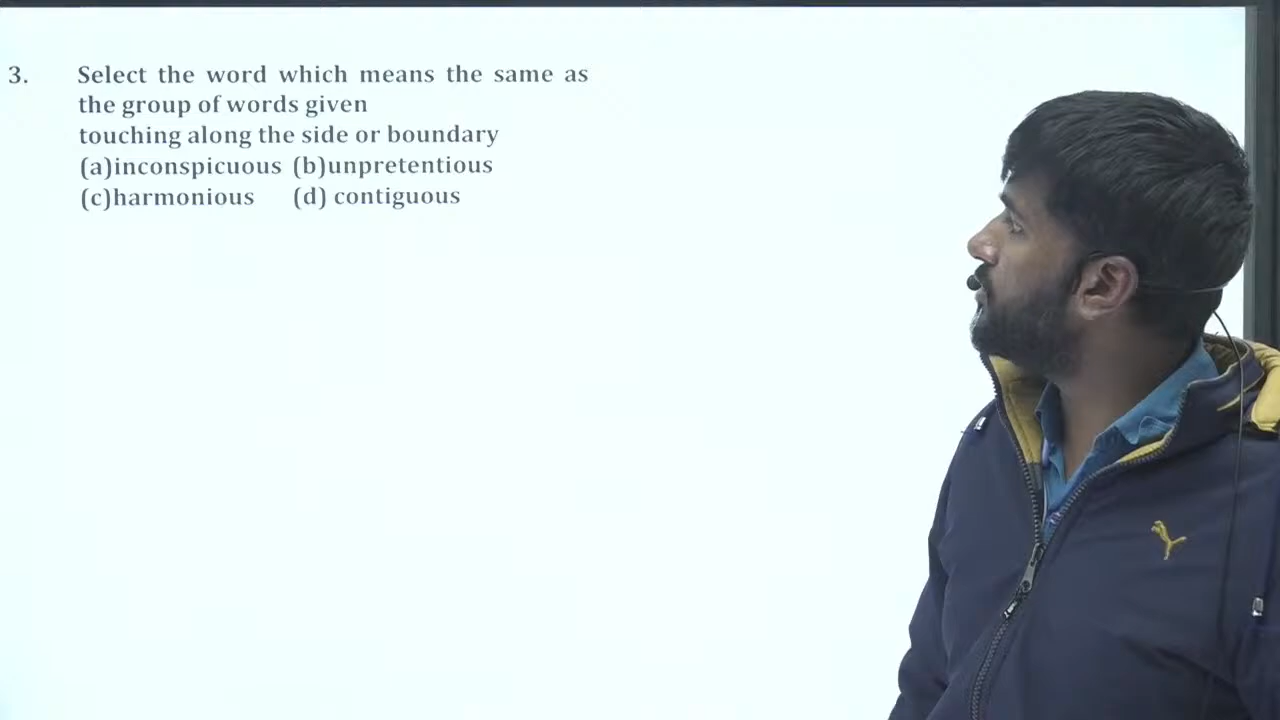 3. Select the word which means the same as
the group of words given
touching along the side or boundary
(a)inconspicuous (b)unpretentious
(c)harmonious (d) contiguous